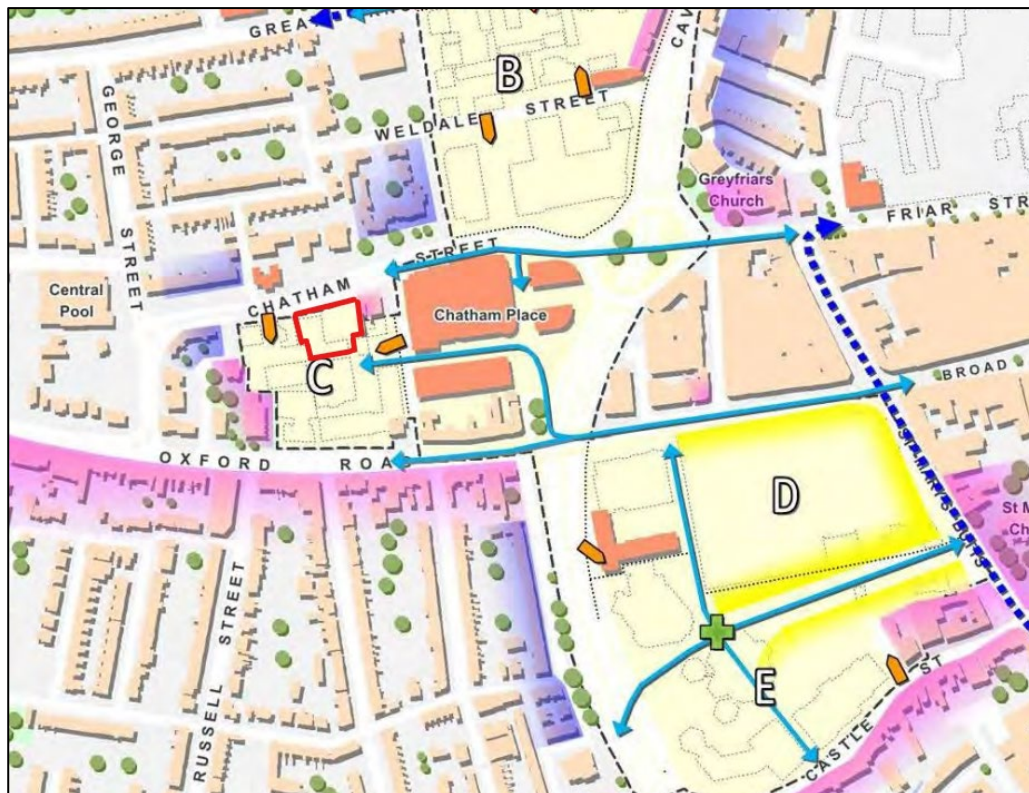 GREA
CAV
B
GEORGE
STREET
WELDALE STREET
Greyfriars
Church
FRIAR STR
STREET
CHATHAM
Central
Pool
Chatham Place
C
BROAD
OXFORD ROAD
D
St M
Ch
RUSSELL STREET
E
CASTLE ST